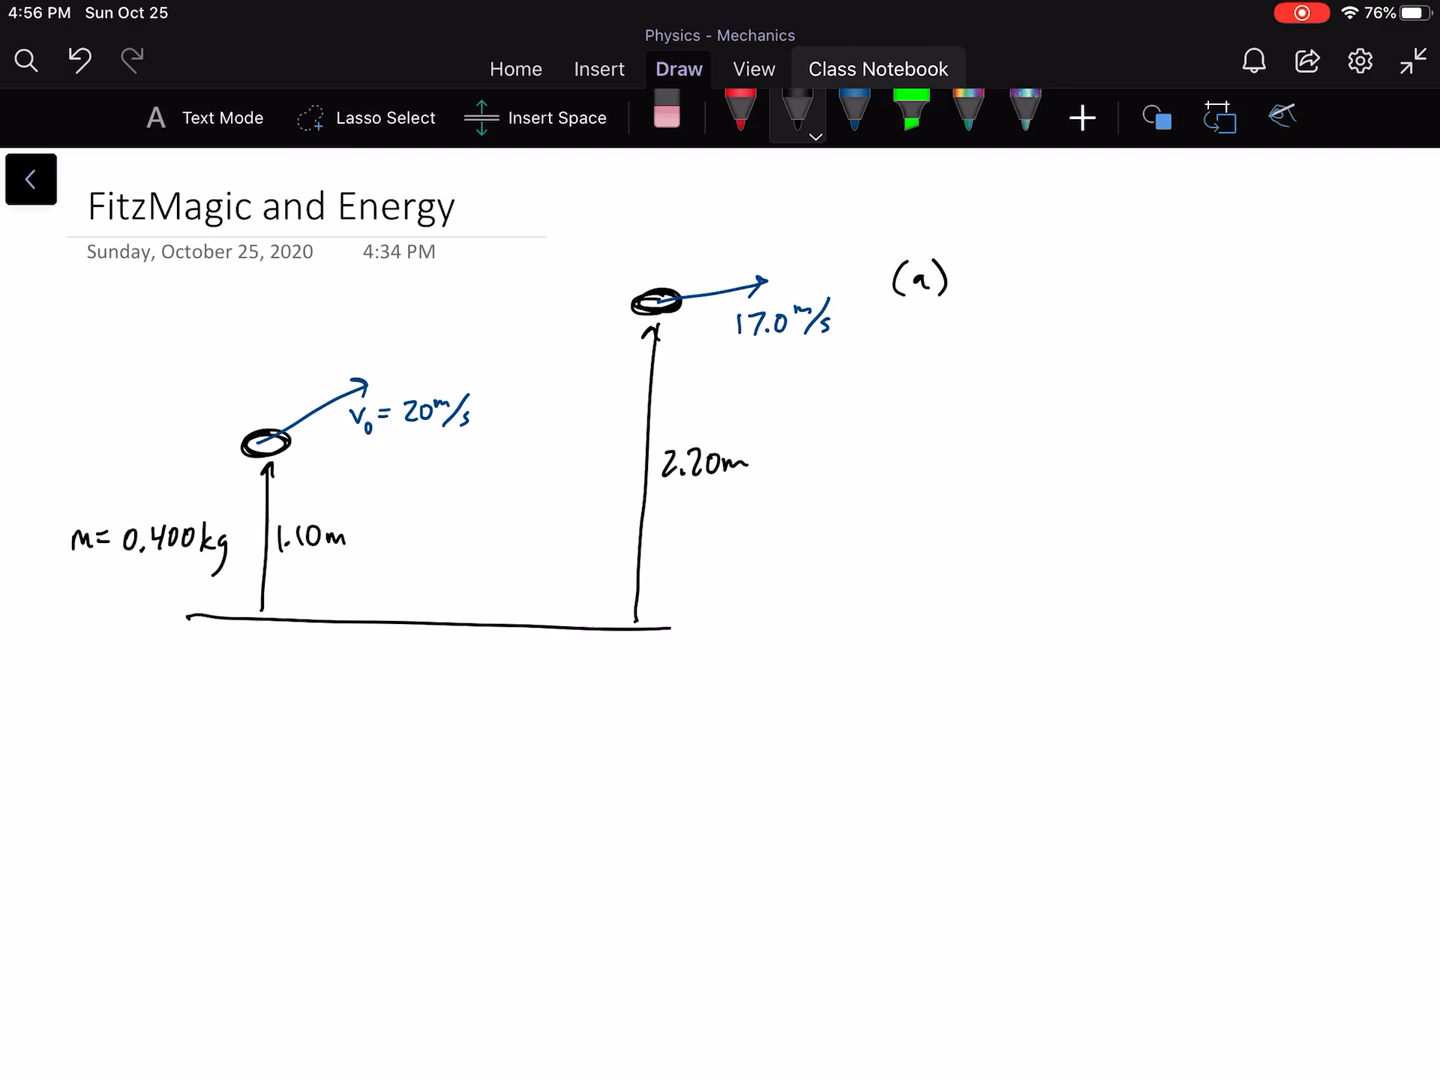 4:56 PM Sun Oct 25
76%
Physics - Mechanics
Home Insert Draw View Class Notebook
A Text Mode Lasso Select Insert Space
FitzMagic and Energy
Sunday, October 25, 2020 4:34 PM
(a)
17.0 m/s
v₀ = 20 m/s
2.20m
m= 0.400kg
1.10m